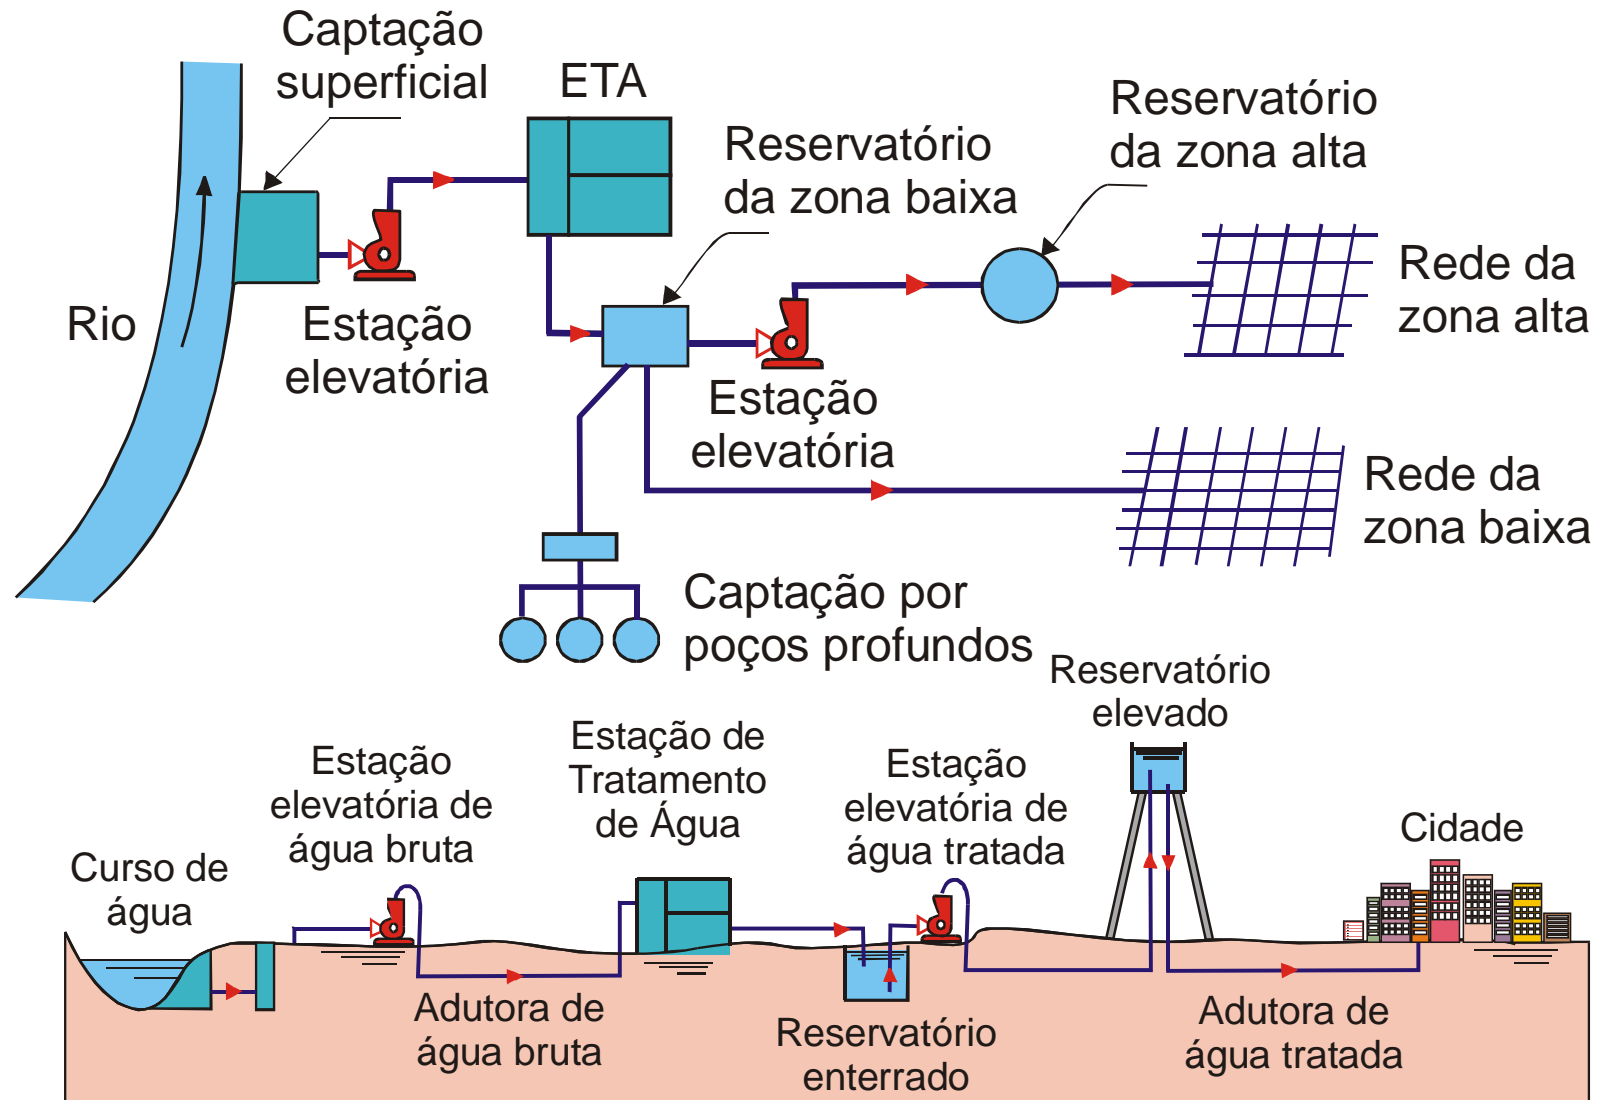 Captação
superficial
ETA
Reservatório
da zona baixa
Reservatório
da zona alta
Rio
Estação
elevatória
Rede da
zona alta
Estação
elevatória
Rede da
zona baixa
Captação por
poços profundos
Reservatório
elevado
Estação
elevatória de
água bruta
Estação de
Tratamento
de Água
Estação
elevatória de
água tratada
Cidade
Curso de
água
Adutora de
água bruta
Reservatório
enterrado
Adutora de
água tratada